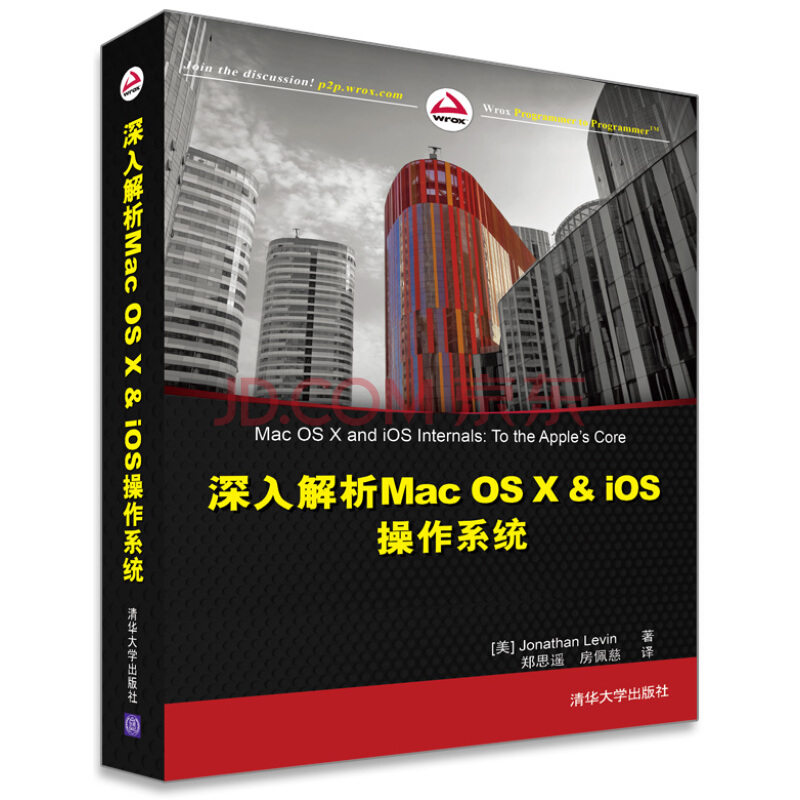 Join the discussion! p2p.wrox.com
wrox
Wrox Programmer to Programmer™
JD.COM 京东
Mac OS X and iOS Internals: To the Apple's Core
深入解析Mac OS X & iOS
操作系统
[美] Jonathan Levin 著
郑思遥 房佩慈 译
清华大学出版社
wrox
深入解析Mac OS X & iOS操作系统
清华大学出版社